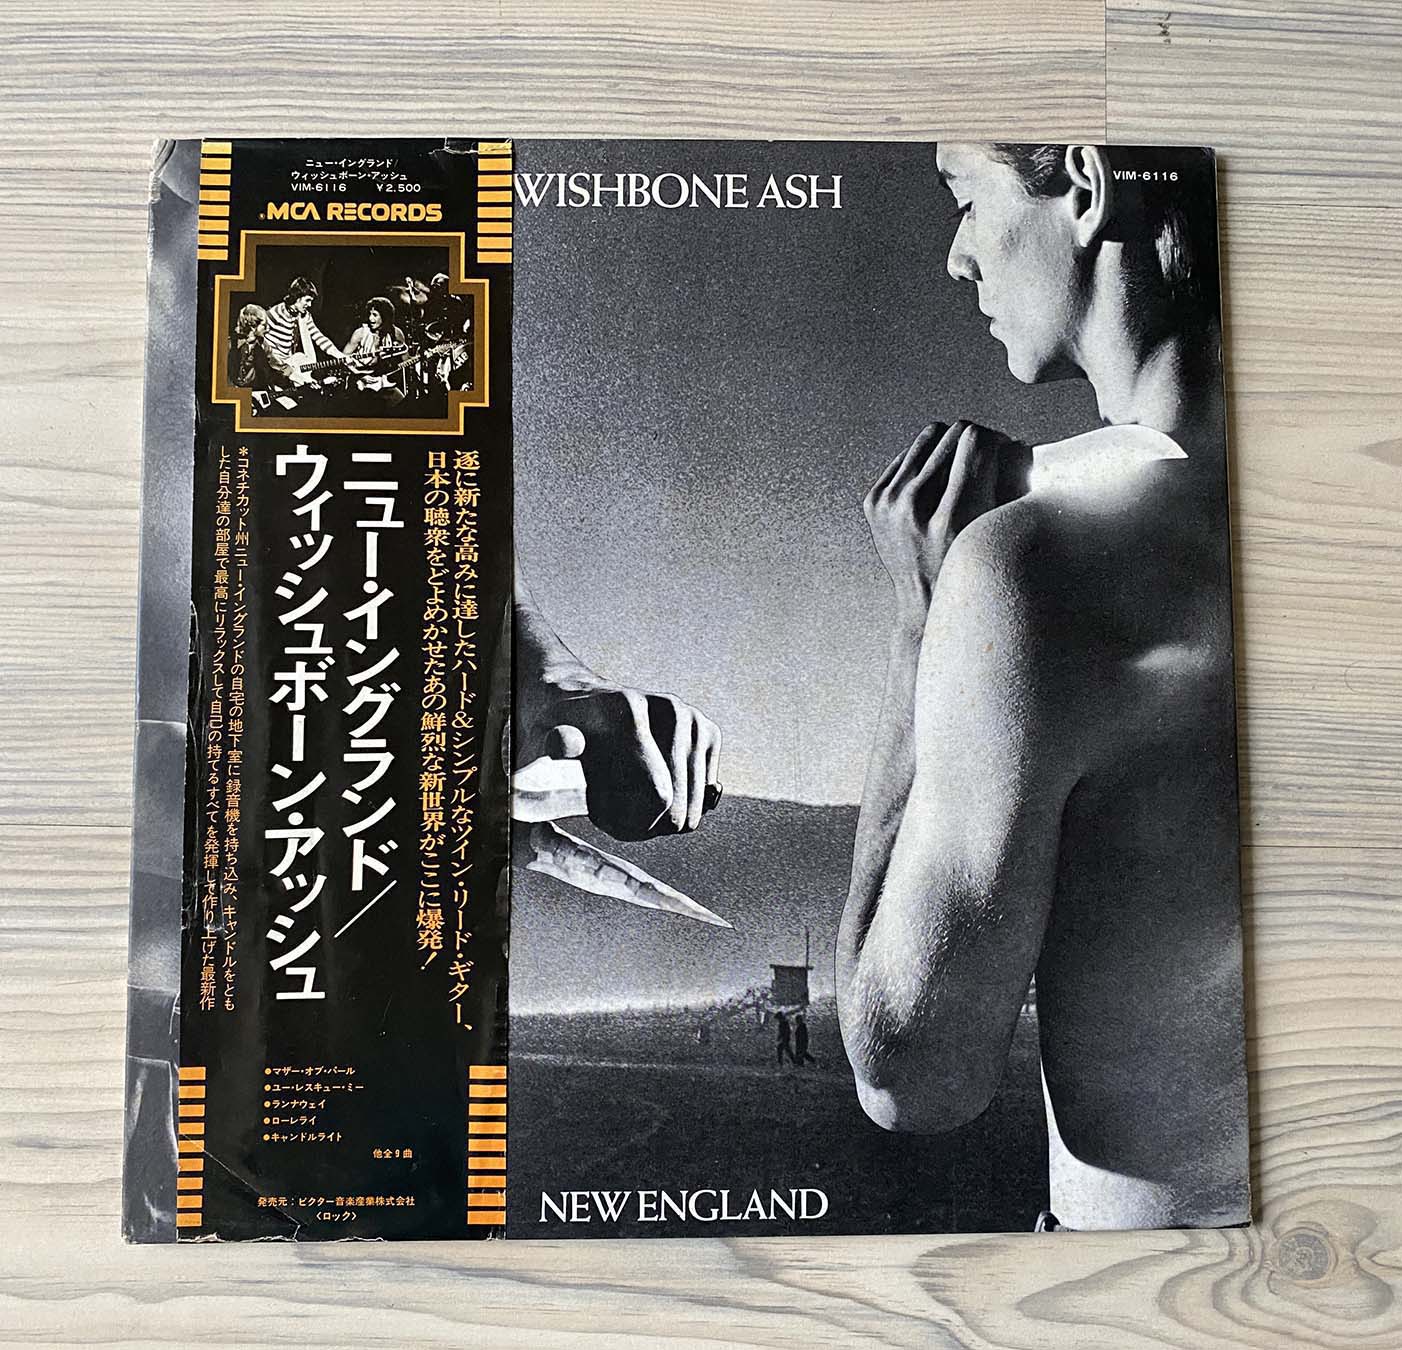 ニュー・イングランド/
ウィッシュボーン・アッシュ
VIM-6116 ¥2,500
®MCA RECORDS
遂に新たな高みに達したハード&シンプルなツイン・リード・ギター、
日本の聴衆をどよめかせたあの鮮烈な新世界がここに爆発!
ニュー・イングランド/
ウィッシュボーン・アッシュ
*コネチカット州ニュー・イングランドの自宅の地下室に録音機を持ち込み、キャンドルをとも
した自分達の部屋で最高にリラックスして自己の持てるすべてを発揮して作り上げた最新作
●マザー・オブ・パール
●ユー・レスキュー・ミー
●ランナウェイ
●ローレライ
●キャンドルライト
他全9曲
発売元:ビクター音楽産業株式会社
〈ロック〉
WISHBONE ASH
VIM-6116
NEW ENGLAND